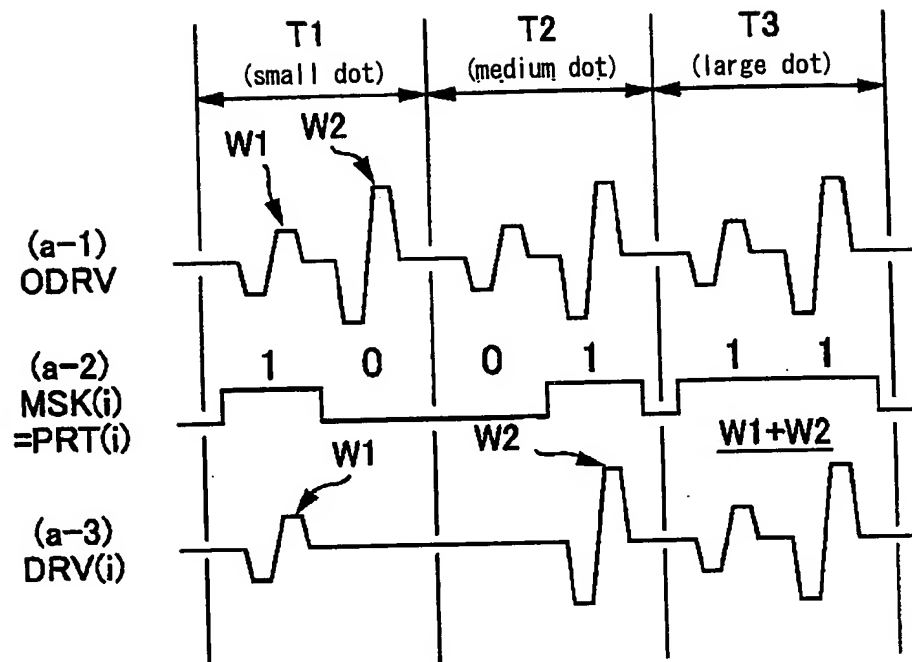 T1 T2 T3
(small dot) (medium dot) (large dot)
W1 W2
(a-1)
ODRV
(a-2) 1 0 0 1 1 1
MSK(i)
=PRT(i)
W1 W2 W1+W2
(a-3)
DRV(i)